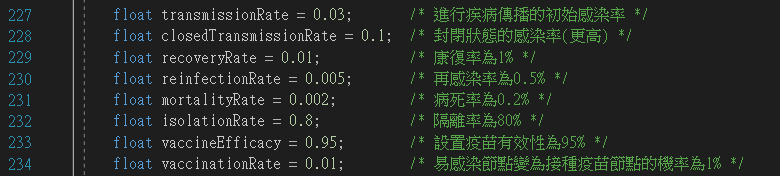 227 float transmissionRate = 0.03; /* 進行疾病傳播的初始感染率
228 float closedTransmissionRate = 0.1; /* 封閉狀態的感染率(更高) */
229 float recoveryRate = 0.01; /* 康復率為1% */
230 float reinfectionRate = 0.005; /* 再感染率為0.5% */
231 float mortalityRate = 0.002; /* 病死率為0.2% */
232 float isolationRate = 0.8; /* 隔離率為80% */
233 float vaccineEfficacy = 0.95; /* 設置疫苗有效性為95% */
234 float vaccinationRate = 0.01; /* 易感染節點變為接種疫苗節點的機率為1% */